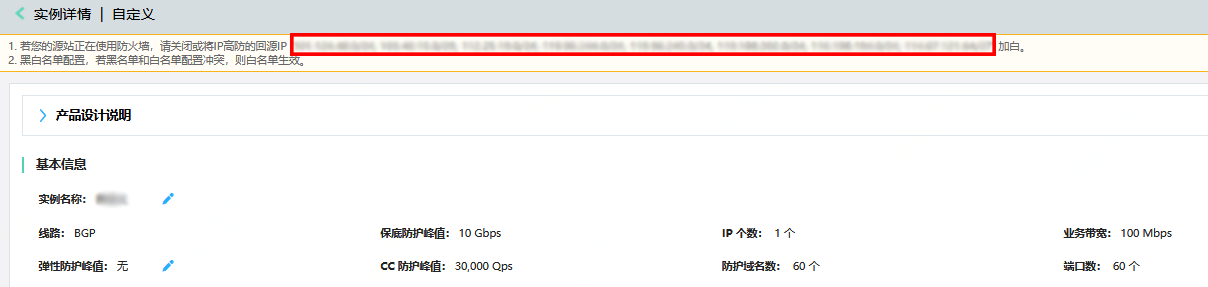 实例详情 | 自定义
1. 若您的源站正在使用防火墙，请关闭或将IP高防的回源IP 加白。
2. 黑白名单配置，若黑名单和白名单配置冲突，则白名单生效。
产品设计说明
基本信息
实例名称：
线路： BGP 保底防护峰值： 10 Gbps IP 个数： 1 个 业务带宽： 100 Mbps
弹性防护峰值： 无 CC 防护峰值： 30,000 Qps 防护域名数： 60 个 端口数： 60 个